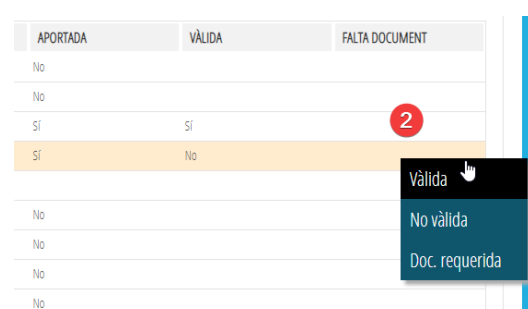 APORTADA VÀLIDA FALTA DOCUMENT
No
No
Sí Sí
2
Sí No
Vàlida
No
No vàlida
No
Doc. requerida
No
No